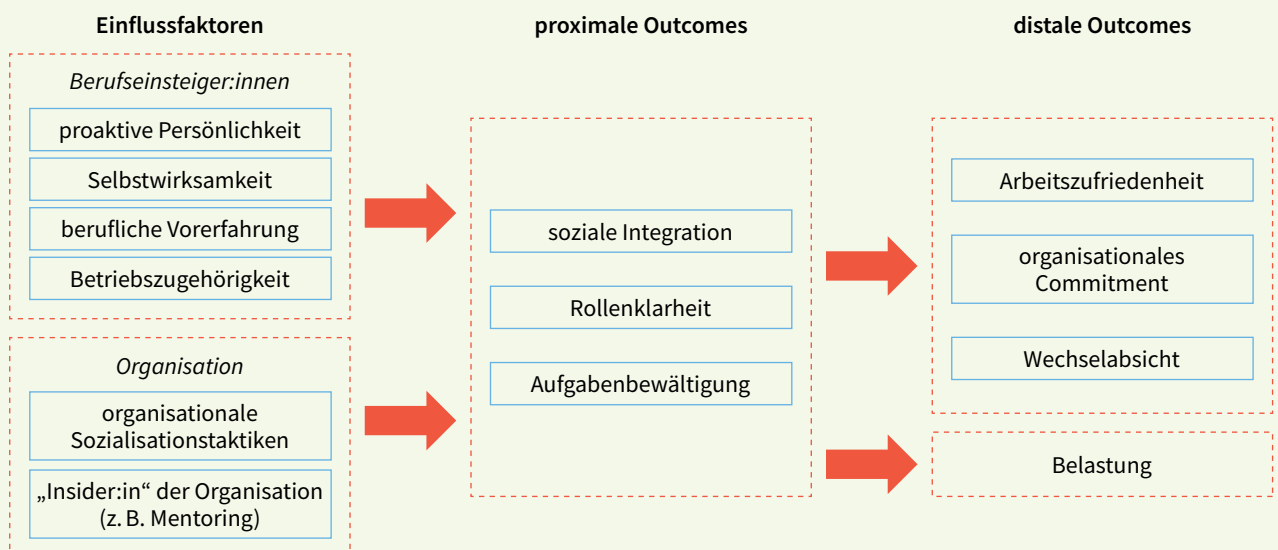 Einflussfaktoren
Berufseinsteiger:innen
proaktive Persönlichkeit
Selbstwirksamkeit
berufliche Vorerfahrung
Betriebszugehörigkeit
Organisation
organisationale
Sozialisationstaktiken
„Insider:in“ der Organisation
(z. B. Mentoring)
proximale Outcomes
soziale Integration
Rollenklarheit
Aufgabenbewältigung
distale Outcomes
Arbeitszufriedenheit
organisationales
Commitment
Wechselabsicht
Belastung